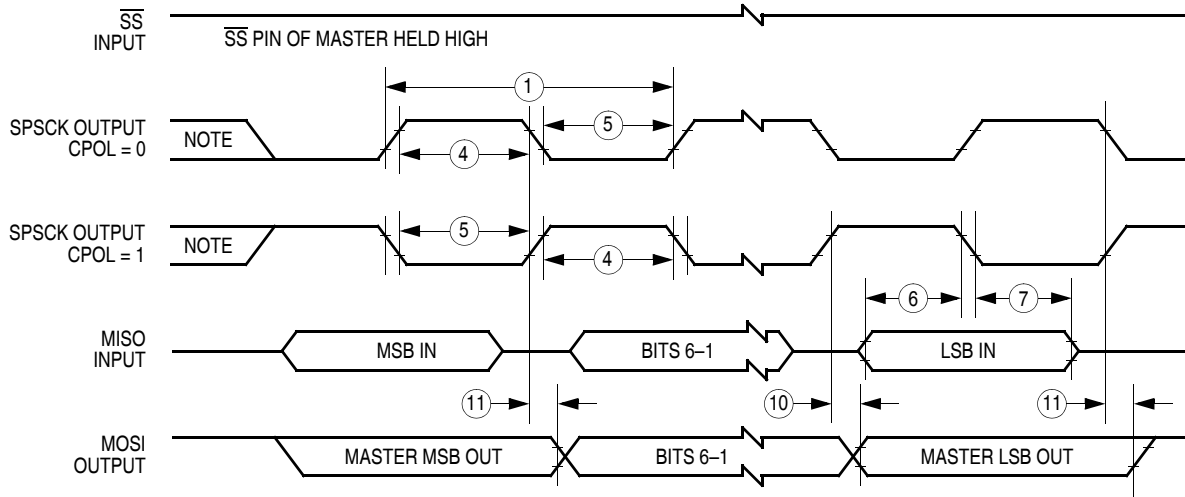 SS
INPUT
SS PIN OF MASTER HELD HIGH
1
SPSCK OUTPUT
CPOL = 0
NOTE
4
5
SPSCK OUTPUT
CPOL = 1
NOTE
5
4
6
7
MISO
INPUT
MSB IN
BITS 6–1
LSB IN
11
10
11
MOSI
OUTPUT
MASTER MSB OUT
BITS 6–1
MASTER LSB OUT